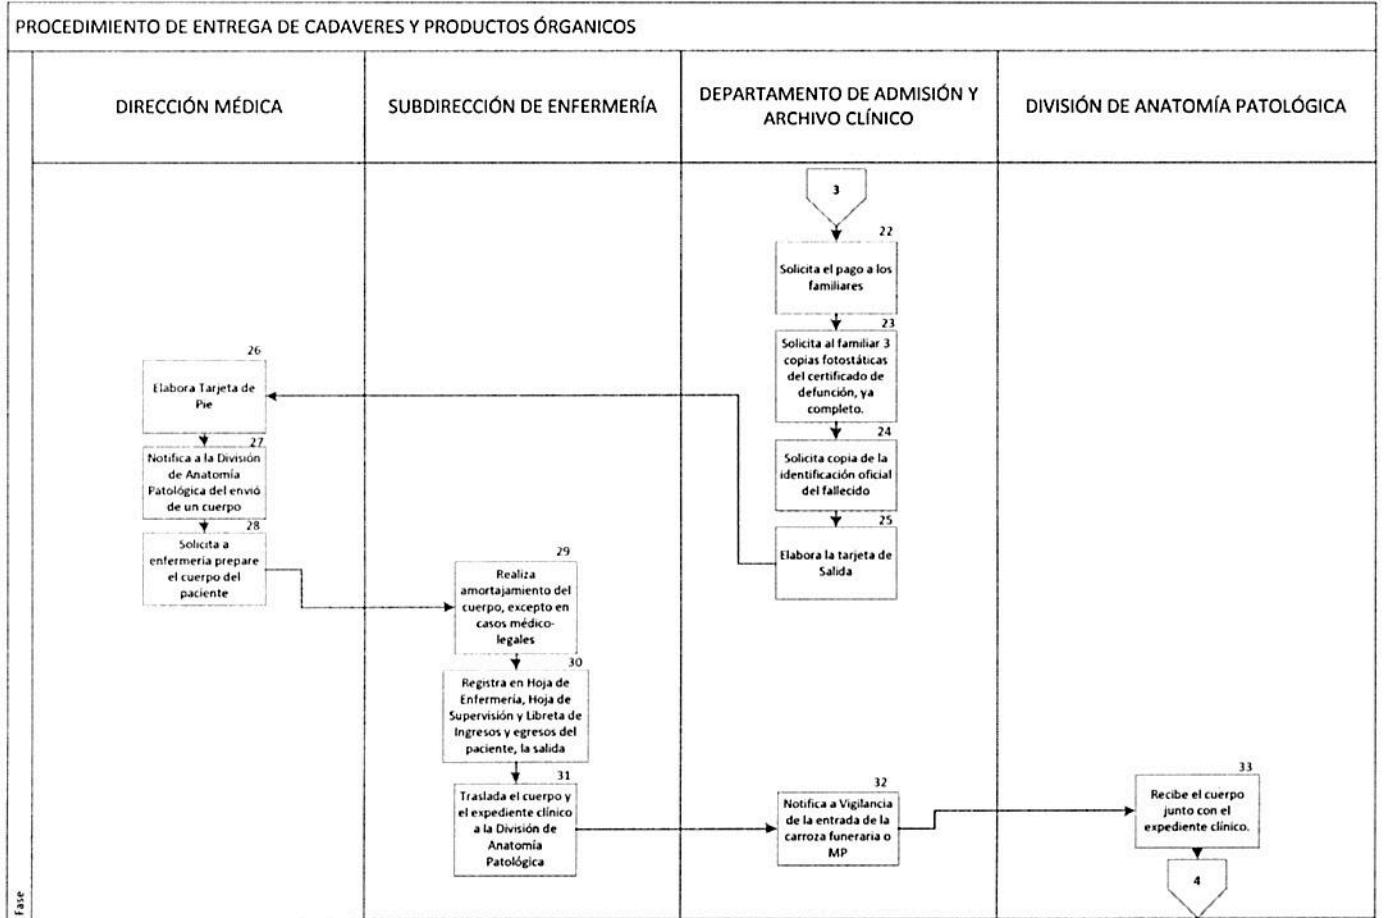 PROCEDIMIENTO DE ENTREGA DE CADAVERES Y PRODUCTOS ÓRGANICOS
DIRECCIÓN MÉDICA
SUBDIRECCIÓN DE ENFERMERÍA
DEPARTAMENTO DE ADMISIÓN Y
ARCHIVO CLÍNICO
DIVISIÓN DE ANATOMÍA PATOLÓGICA
3
22
Solicita el pago a los
familiares
23
Solicita al familiar 3
copias fotostáticas
del certificado de
defunción, ya
completo.
24
Solicita copia de la
identificación oficial
del fallecido
25
Elabora la tarjeta de
Salida
26
Elabora Tarjeta de
Pie
27
Notifica a la División
de Anatomía
Patológica del envió
de un cuerpo
28
Solicita a
enfermería prepare
el cuerpo del
paciente
29
Realiza
amortajamiento del
cuerpo, excepto en
casos médico-
legales
30
Registra en Hoja de
Enfermería, Hoja de
Supervisión y Libreta de
Ingresos y egresos del
paciente, la salida
31
Traslada el cuerpo y
el expediente clínico
a la División de
Anatomía
Patológica
32
Notifica a Vigilancia
de la entrada de la
carroza funeraria o
MP
33
Recibe el cuerpo
junto con el
expediente clínico.
4
Fase